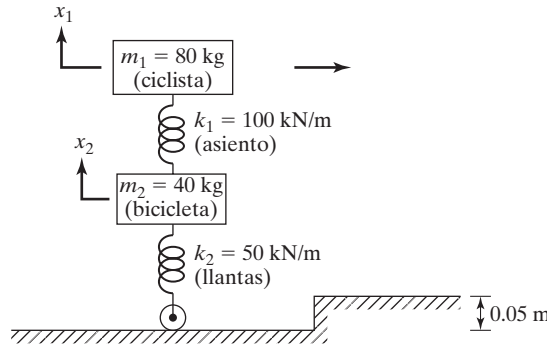 x₁
m₁ = 80 kg
(ciclista)
k₁ = 100 kN/m
(asiento)
x₂
m₂ = 40 kg
(bicicleta)
k₂ = 50 kN/m
(llantas)
0.05 m